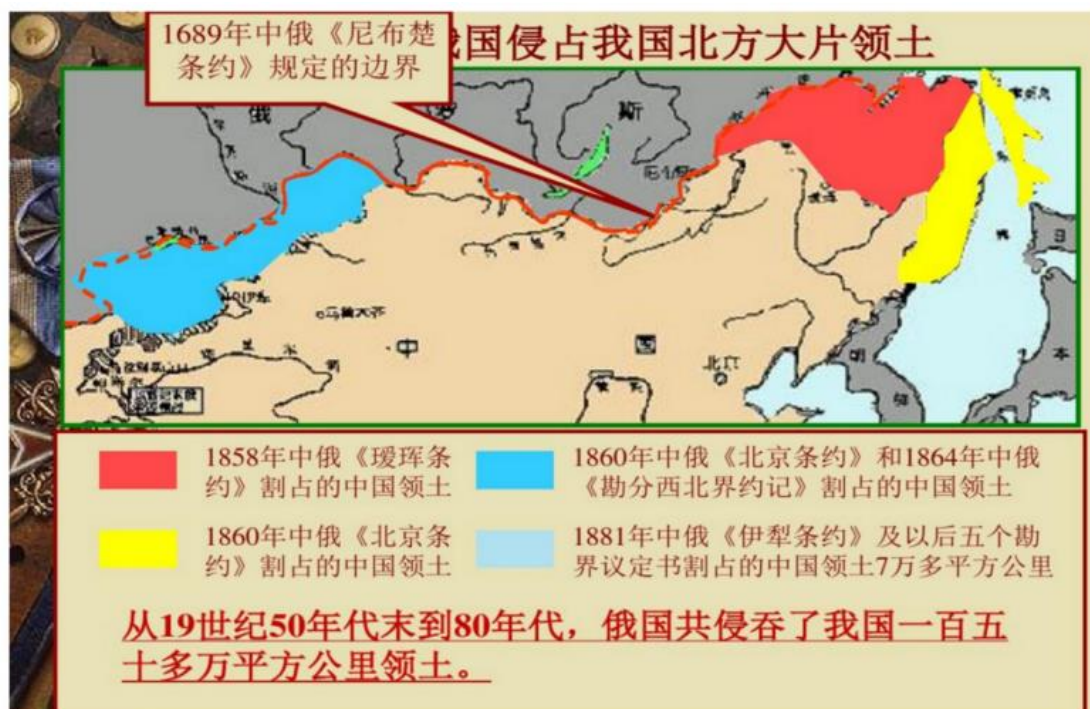 1689年中俄《尼布楚
条约》规定的边界
国侵占我国北方大片领土
俄
罗
斯
中
国
北京
日
本
朝
1858年中俄《瑷珲条
约》割占的中国领土
1860年中俄《北京条约》和1864年中俄
《勘分西北界约记》割占的中国领土
1860年中俄《北京条
约》割占的中国领土
1881年中俄《伊犁条约》及以后五个勘
界议定书割占的中国领土7万多平方公里
从19世纪50年代末到80年代，俄国共侵吞了我国一百五
十多万平方公里领土。